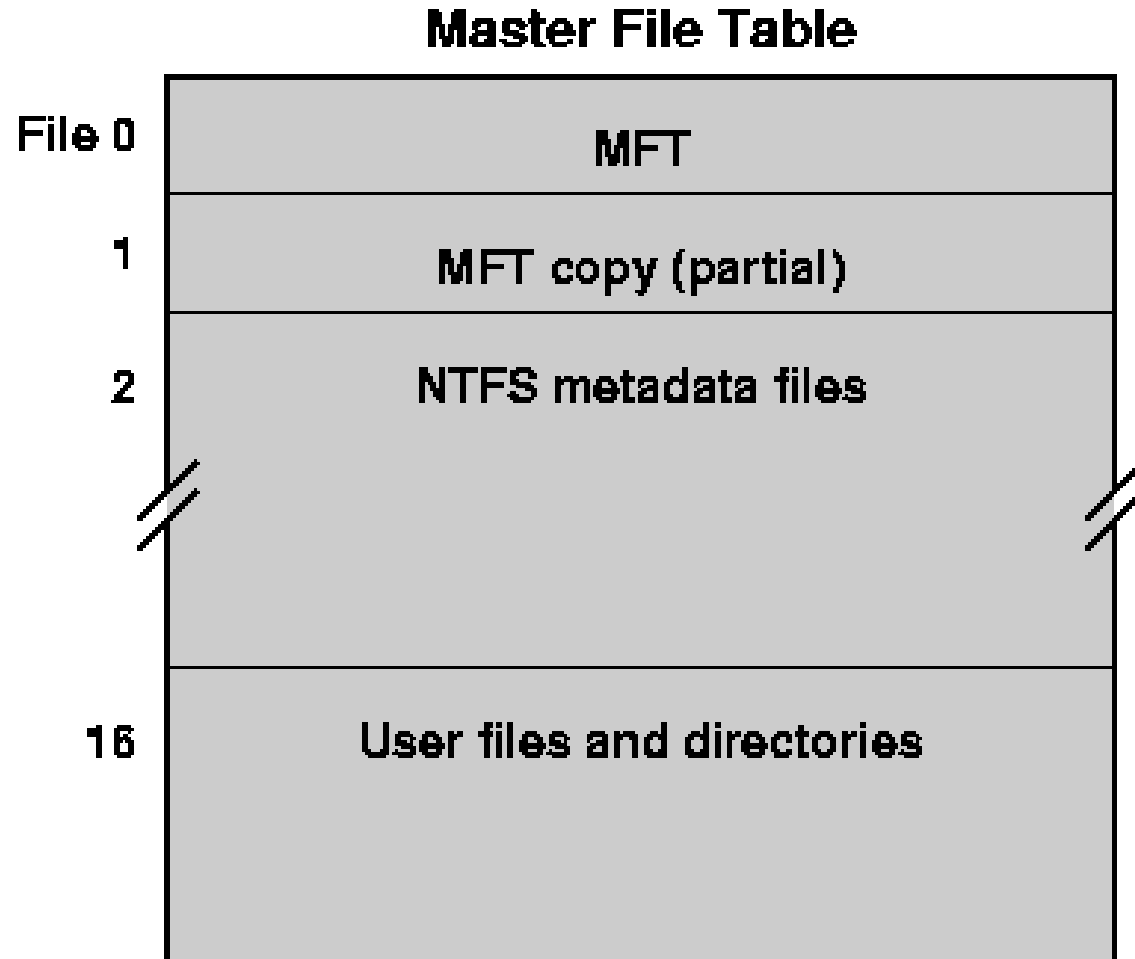 Master File Table
File 0
MFT
1
MFT copy (partial)
2
NTFS metadata files
16
User files and directories